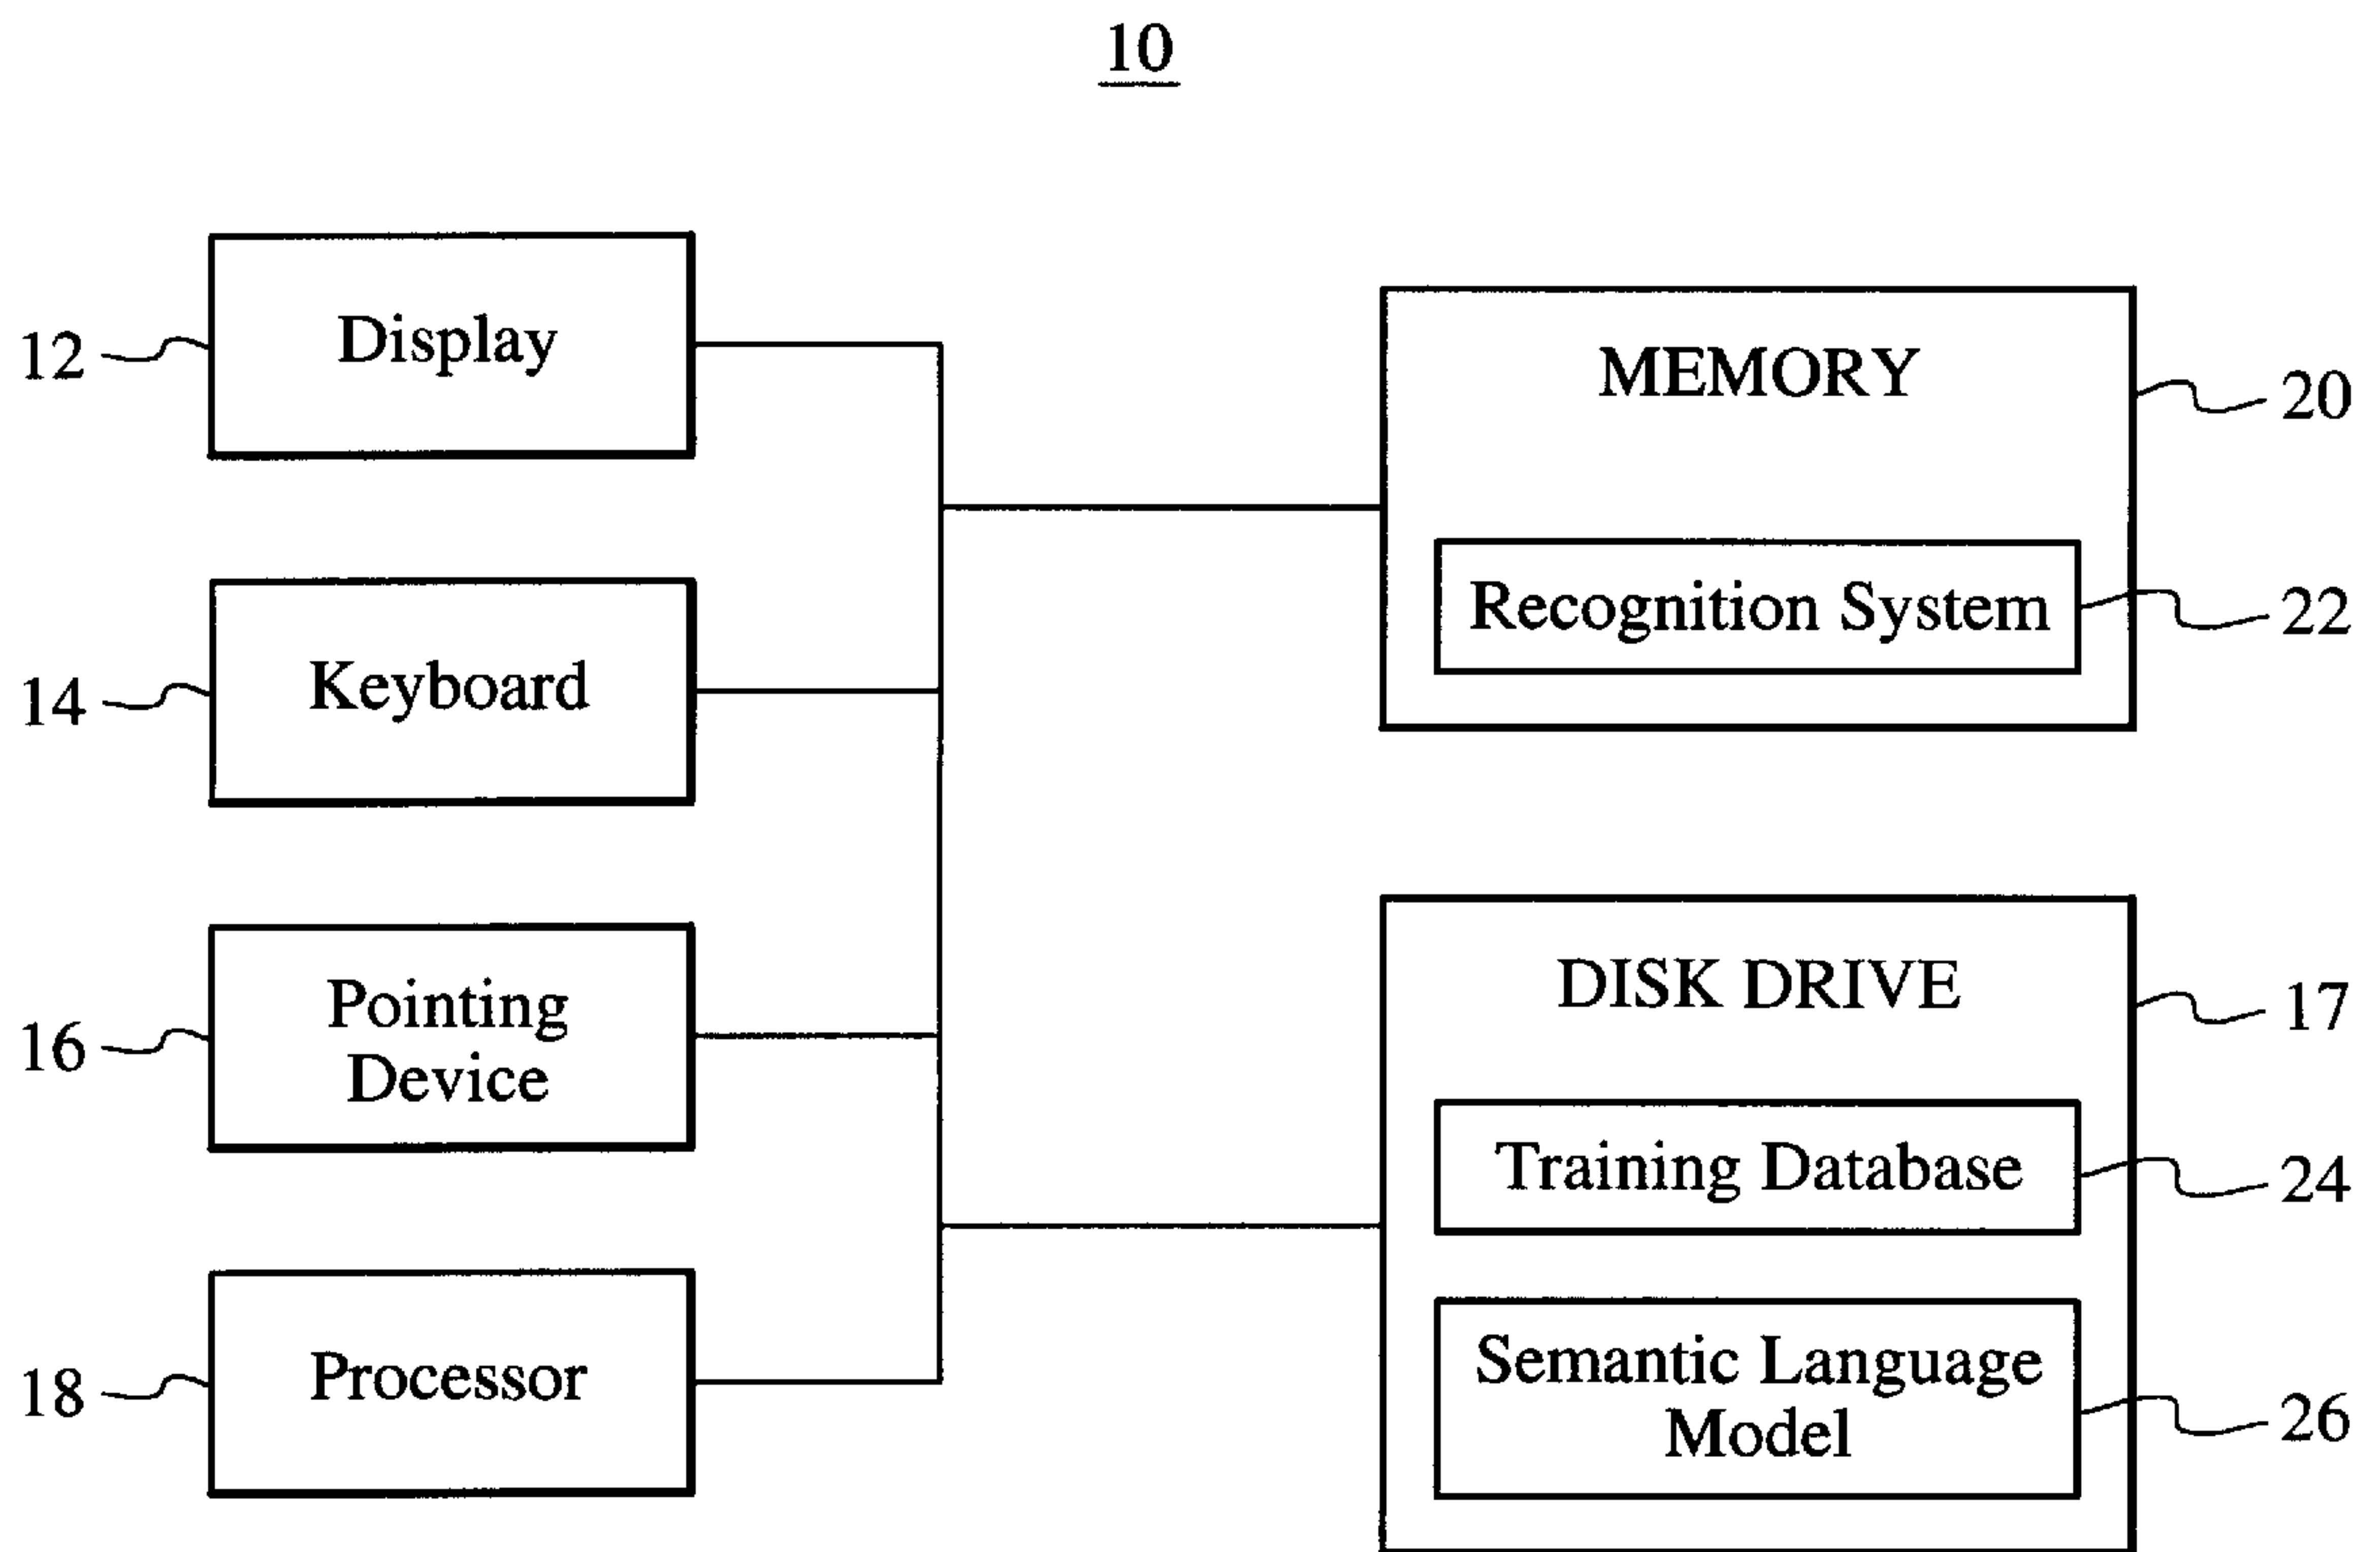 10
12
Display
14
Keyboard
16
Pointing
Device
18
Processor
MEMORY
20
Recognition System
22
DISK DRIVE
17
Training Database
24
Semantic Language
Model
26